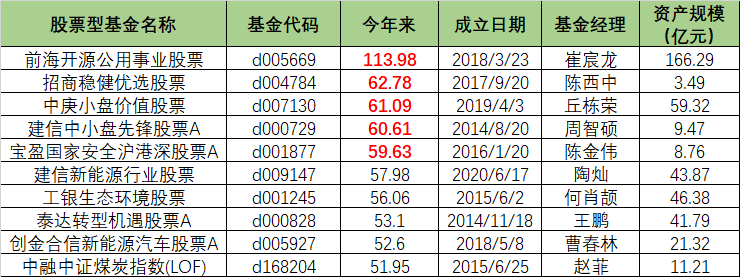 股票型基金名称 基金代码 今年来 成立日期 基金经理 资产规模(亿元)
前海开源公用事业股票 d005669 113.98 2018/3/23 崔宸龙 166.29
招商稳健优选股票 d004784 62.78 2017/9/20 陈西中 3.49
中庚小盘价值股票 d007130 61.09 2019/4/3 丘栋荣 59.32
建信中小盘先锋股票A d000729 60.61 2014/8/20 周智硕 9.47
宝盈国家安全沪港深股票A d001877 59.63 2016/1/20 陈金伟 8.76
建信新能源行业股票 d009147 57.98 2020/6/17 陶灿 43.87
工银生态环境股票 d001245 56.06 2015/6/2 何肖颉 46.38
泰达转型机遇股票A d000828 53.1 2014/11/18 王鹏 41.79
创金合信新能源汽车股票A d005927 52.6 2018/5/8 曹春林 21.32
中融中证煤炭指数(LOF) d168204 51.95 2015/6/25 赵菲 11.21